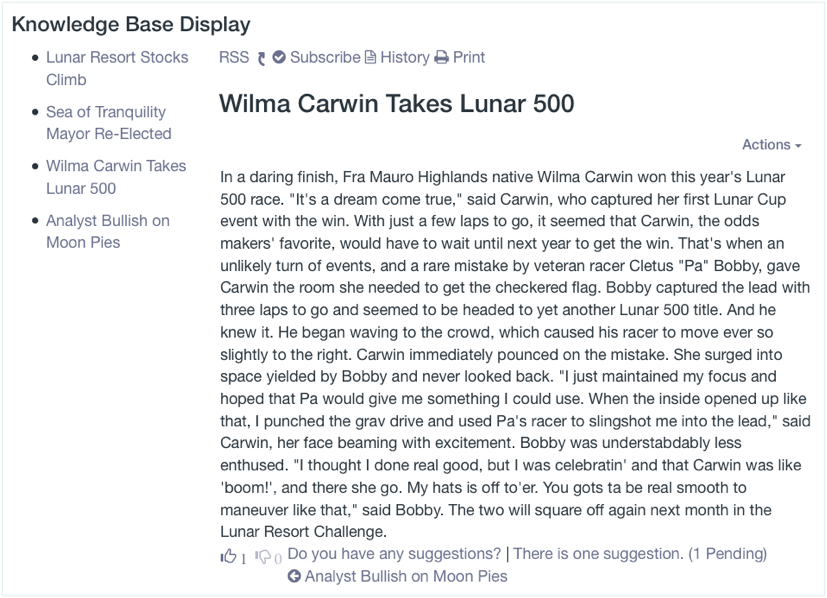 Knowledge Base Display
Lunar Resort Stocks
Climb
Sea of Tranquility
Mayor Re-Elected
Wilma Carwin Takes
Lunar 500
Analyst Bullish on
Moon Pies
RSS Subscribe History Print
Wilma Carwin Takes Lunar 500
Actions
In a daring finish, Fra Mauro Highlands native Wilma Carwin won this year's Lunar
500 race. "It's a dream come true," said Carwin, who captured her first Lunar Cup
event with the win. With just a few laps to go, it seemed that Carwin, the odds
makers' favorite, would have to wait until next year to get the win. That's when an
unlikely turn of events, and a rare mistake by veteran racer Cletus "Pa" Bobby, gave
Carwin the room she needed to get the checkered flag. Bobby captured the lead with
three laps to go and seemed to be headed to yet another Lunar 500 title. And he
knew it. He began waving to the crowd, which caused his racer to move ever so
slightly to the right. Carwin immediately pounced on the mistake. She surged into
space yielded by Bobby and never looked back. "I just maintained my focus and
hoped that Pa would give me something I could use. When the inside opened up like
that, I punched the grav drive and used Pa's racer to slingshot me into the lead," said
Carwin, her face beaming with excitement. Bobby was understabdably less
enthused. "I thought I done real good, but I was celebratin' and that Carwin was like
'boom!', and there she go. My hats is off to'er. You gots ta be real smooth to
maneuver like that," said Bobby. The two will square off again next month in the
Lunar Resort Challenge.
1 0 Do you have any suggestions? | There is one suggestion. (1 Pending)
Analyst Bullish on Moon Pies